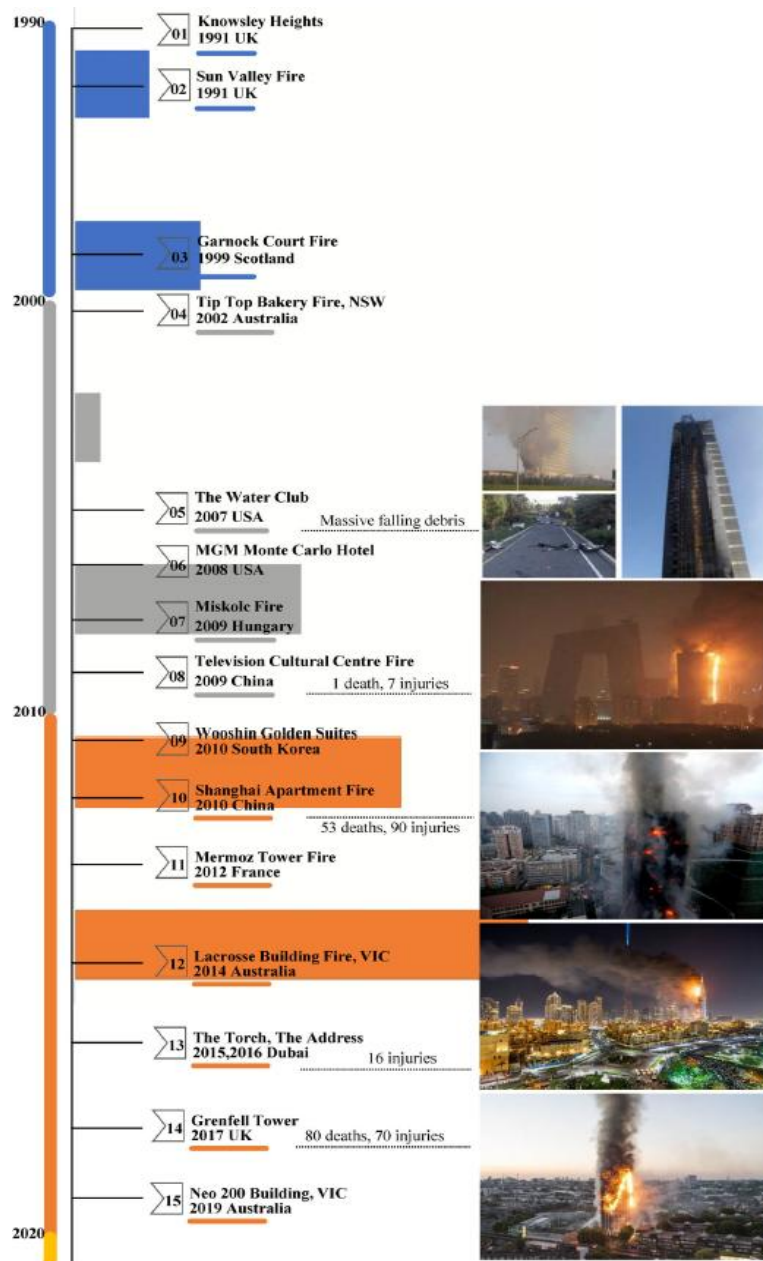 1990
01
Knowsley Heights
1991 UK
02
Sun Valley Fire
1991 UK
03
Garnock Court Fire
1999 Scotland
2000
04
Tip Top Bakery Fire, NSW
2002 Australia
05
The Water Club
2007 USA
Massive falling debris
06
MGM Monte Carlo Hotel
2008 USA
07
Miskolc Fire
2009 Hungary
08
Television Cultural Centre Fire
2009 China
1 death, 7 injuries
2010
09
Wooshin Golden Suites
2010 South Korea
10
Shanghai Apartment Fire
2010 China
53 deaths, 90 injuries
11
Mermoz Tower Fire
2012 France
12
Lacrosse Building Fire, VIC
2014 Australia
13
The Torch, The Address
2015,2016 Dubai
16 injuries
14
Grenfell Tower
2017 UK
80 deaths, 70 injuries
15
Neo 200 Building, VIC
2019 Australia
2020